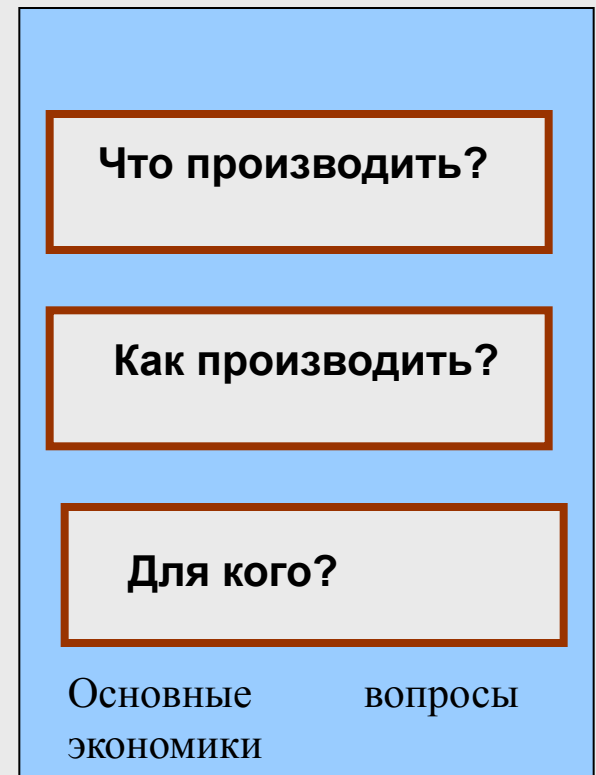 Что производить?
Как производить?
Для кого?
Основные вопросы
экономики